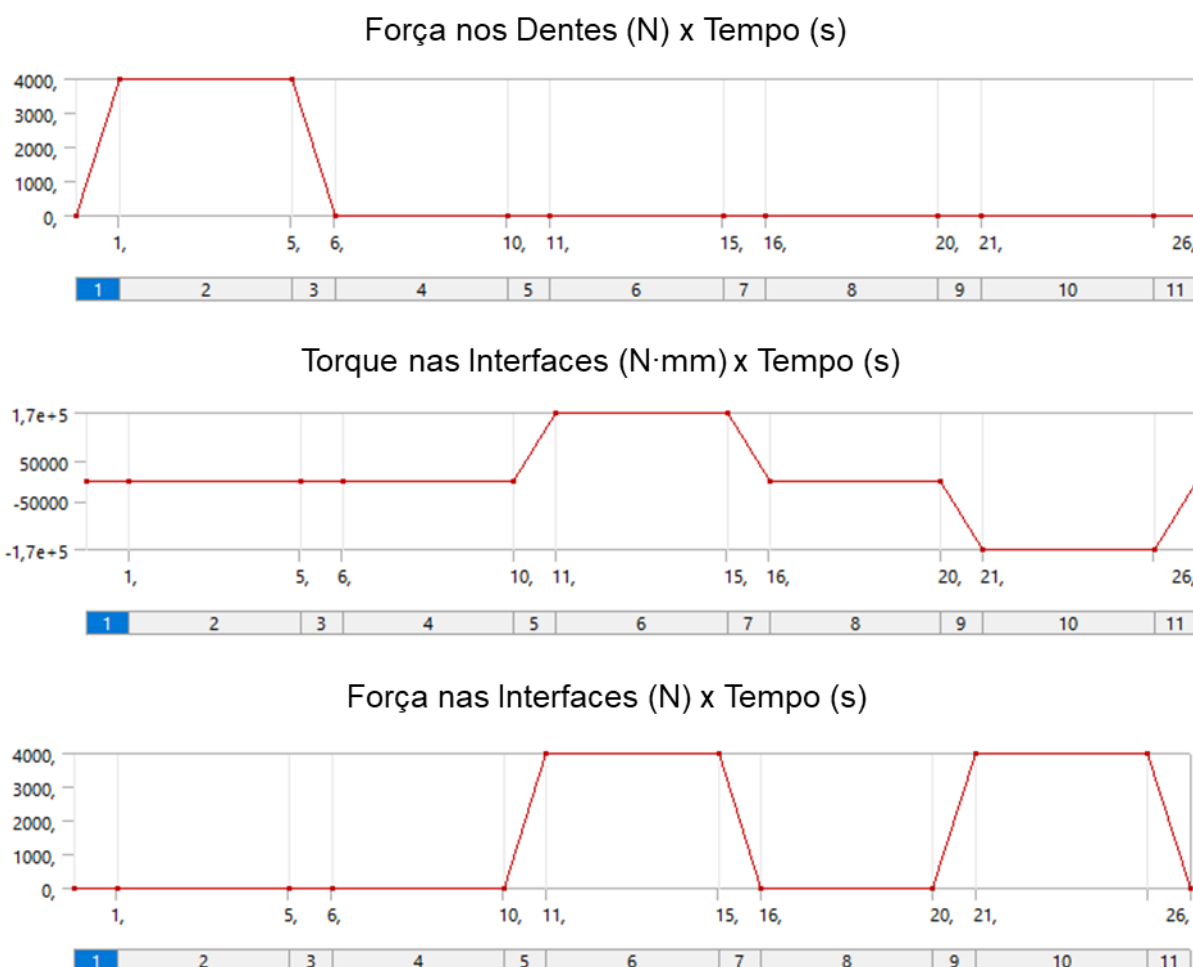 Força nos Dentes (N) x Tempo (s)
4000,
3000,
2000,
1000,
0,
1, 5, 6, 10, 11, 15, 16, 20, 21, 26,
1 2 3 4 5 6 7 8 9 10 11
Torque nas Interfaces (N·mm) x Tempo (s)
1,7e+5
50000
-50000
-1,7e+5
1, 5, 6, 10, 11, 15, 16, 20, 21, 26,
1 2 3 4 5 6 7 8 9 10 11
Força nas Interfaces (N) x Tempo (s)
4000,
3000,
2000,
1000,
0,
1, 5, 6, 10, 11, 15, 16, 20, 21, 26,
1 2 3 4 5 6 7 8 9 10 11